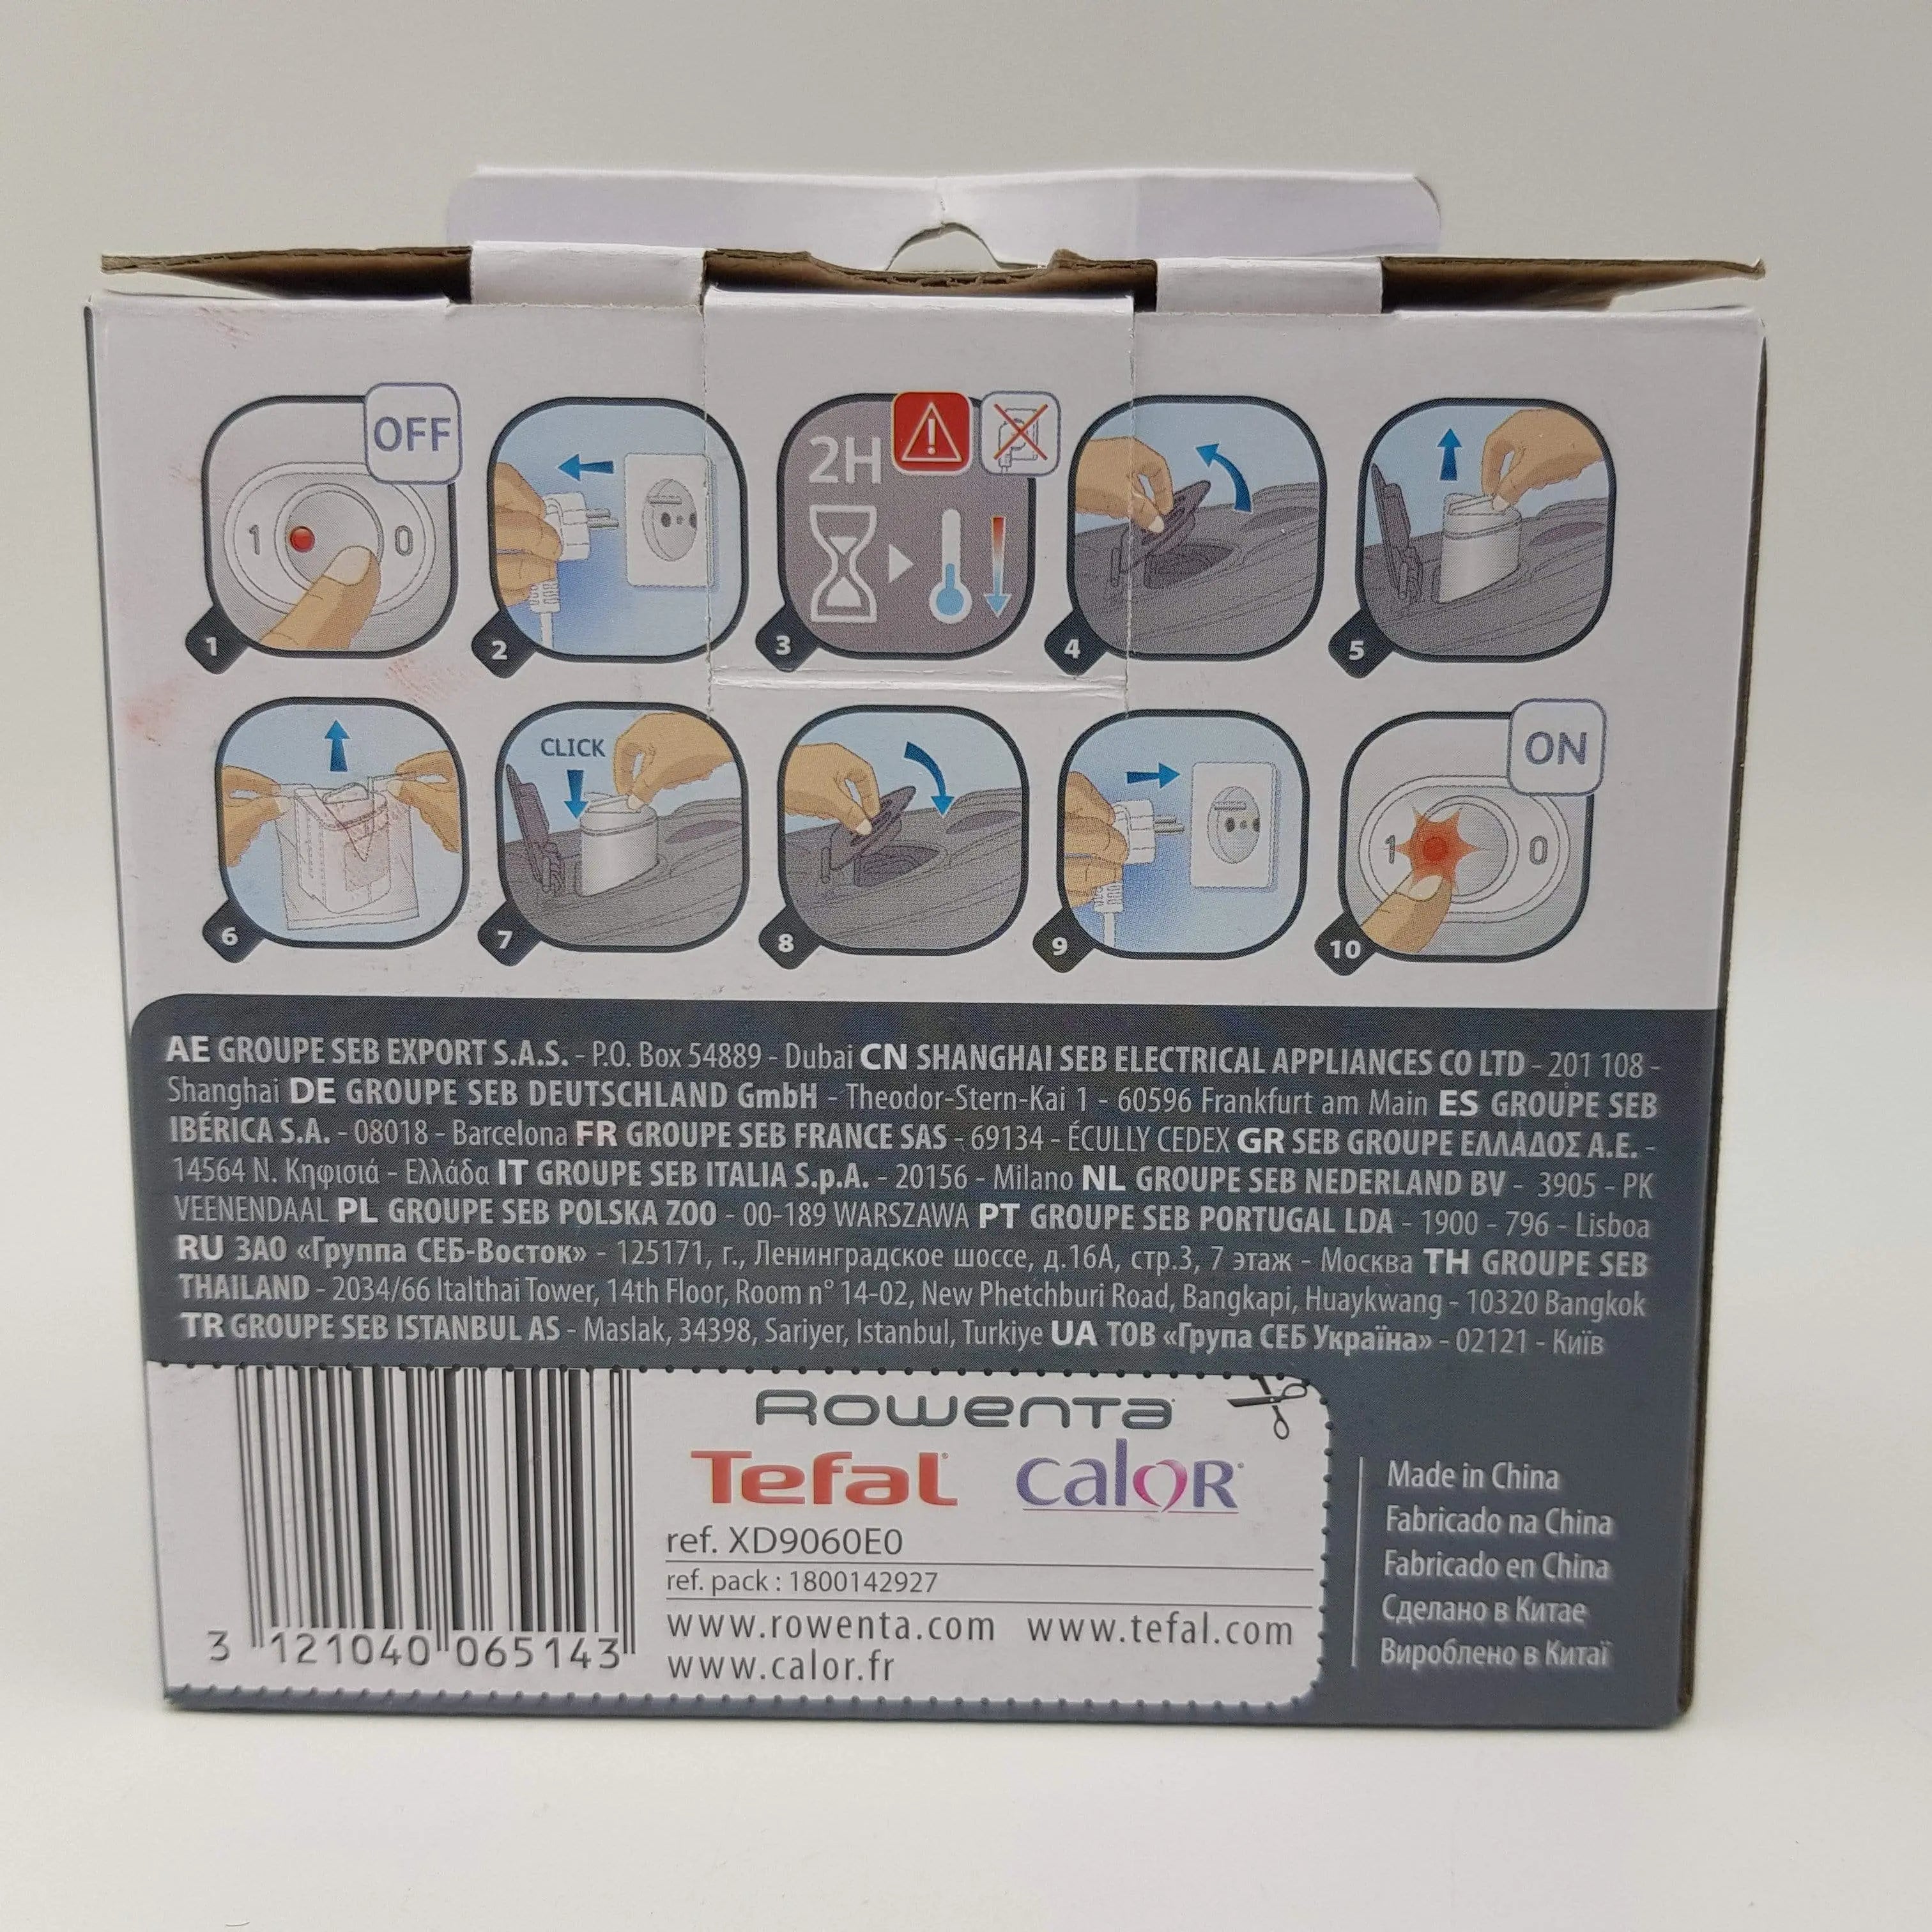 OFF
1 0
1
2
2H
3
4
5
6
CLICK
7
8
9
ON
1 0
10
AE GROUPE SEB EXPORT S.A.S. - P.O. Box 54889 - Dubai CN SHANGHAI SEB ELECTRICAL APPLIANCES CO LTD - 201 108 -
Shanghai DE GROUPE SEB DEUTSCHLAND GmbH - Theodor-Stern-Kai 1 - 60596 Frankfurt am Main ES GROUPE SEB
IBÉRICA S.A. - 08018 - Barcelona FR GROUPE SEB FRANCE SAS - 69134 - ÉCULLY CEDEX GR SEB GROUPE ΕΛΛΑΔΟΣ Α.Ε. -
14564 Ν. Κηφισιά - Ελλάδα IT GROUPE SEB ITALIA S.p.A. - 20156 - Milano NL GROUPE SEB NEDERLAND BV - 3905 - PK
VEENENDAAL PL GROUPE SEB POLSKA ZOO - 00-189 WARSZAWA PT GROUPE SEB PORTUGAL LDA - 1900 - 796 - Lisboa
RU ЗАО «Группа СЕБ-Восток» - 125171, г., Ленинградское шоссе, д.16А, стр.3, 7 этаж - Москва TH GROUPE SEB
THAILAND - 2034/66 Italthai Tower, 14th Floor, Room n° 14-02, New Phetchburi Road, Bangkapi, Huaykwang - 10320 Bangkok
TR GROUPE SEB ISTANBUL AS - Maslak, 34398, Sariyer, Istanbul, Turkiye UA ТОВ «Група СЕБ Україна» - 02121 - Київ
Rowenta
Tefal calor
ref. XD9060E0
ref. pack : 1800142927
www.rowenta.com www.tefal.com
www.calor.fr
3 121040 065143
Made in China
Fabricado na China
Fabricado en China
Сделано в Китае
Вироблено в Китаї